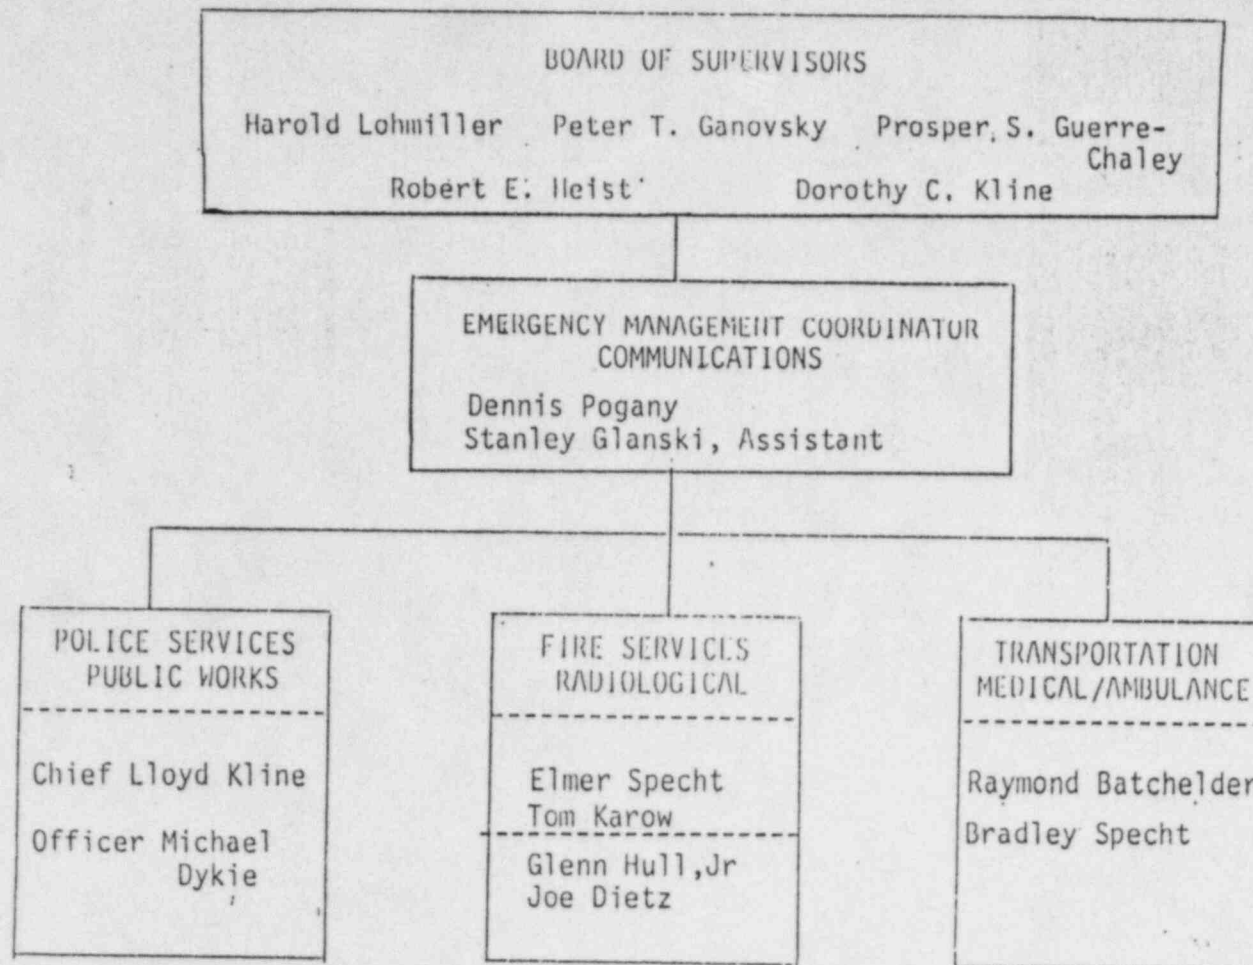 BOARD OF SUPERVISORS
Harold Lohmiller Peter T. Ganovsky Prosper S. Guerre-
Chaley
Robert E. Heist Dorothy C. Kline
EMERGENCY MANAGEMENT COORDINATOR
COMMUNICATIONS
Dennis Pogany
Stanley Glanski, Assistant
POLICE SERVICES
PUBLIC WORKS
Chief Lloyd Kline
Officer Michael
Dykie
FIRE SERVICES
RADIOLOGICAL
Elmer Specht
Tom Karow
Glenn Hull,Jr
Joe Dietz
TRANSPORTATION
MEDICAL/AMBULANCE
Raymond Batchelder
Bradley Specht